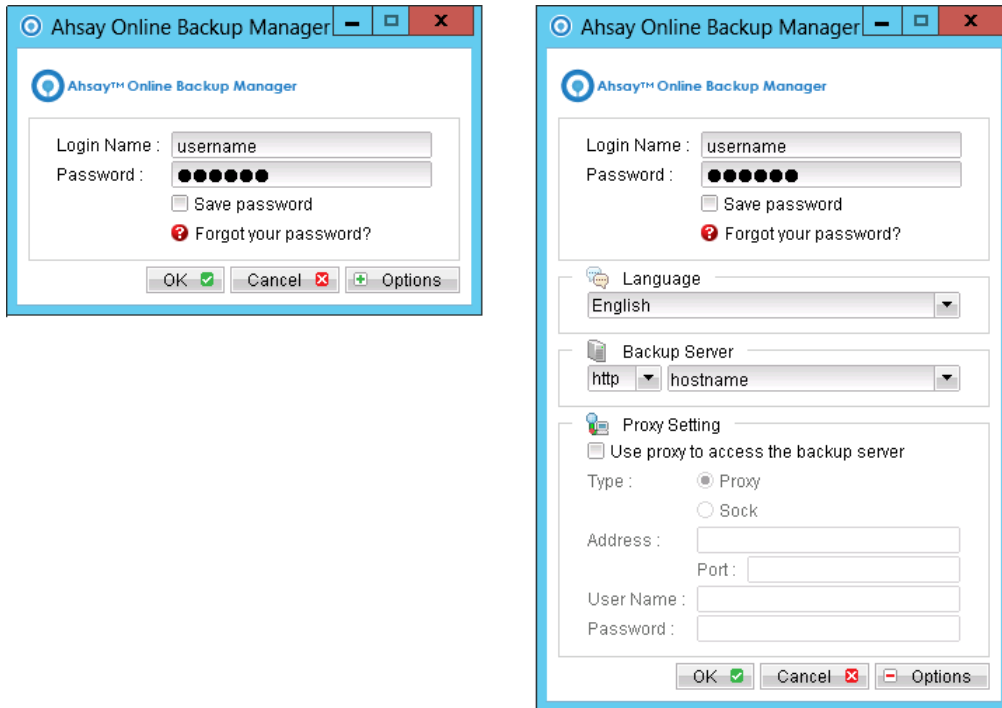 Ahsay Online Backup Manager
Ahsay™ Online Backup Manager
Login Name : username
Password : ●●●●●●
Save password
Forgot your password?
OK Cancel Options
Ahsay Online Backup Manager
Ahsay™ Online Backup Manager
Login Name : username
Password : ●●●●●●
Save password
Forgot your password?
Language
English
Backup Server
http hostname
Proxy Setting
Use proxy to access the backup server
Type : Proxy
Sock
Address :
Port :
User Name :
Password :
OK Cancel Options